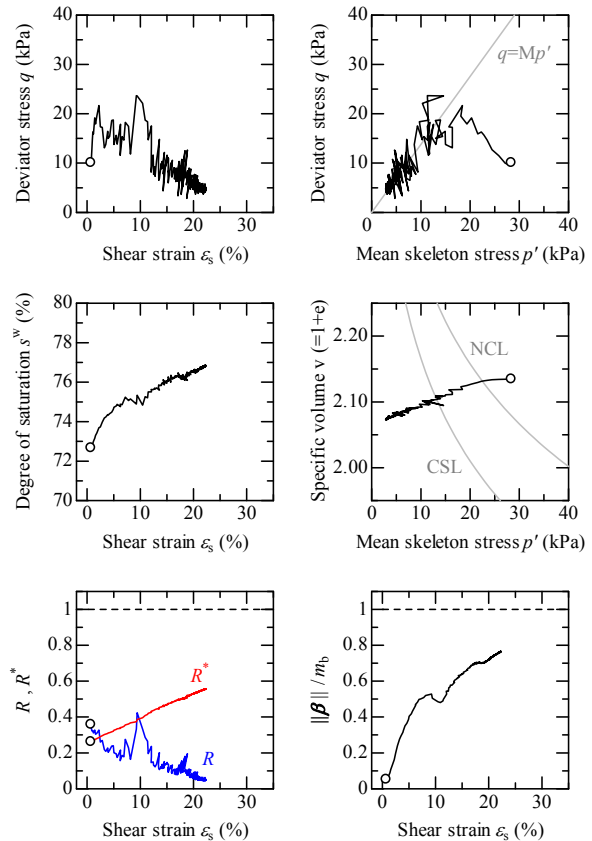 Deviator stress q (kPa)
40
30
20
10
0
0 10 20 30
Shear strain εs (%)
Deviator stress q (kPa)
40
30
20
10
0
q=Mp′
0 10 20 30 40
Mean skeleton stress p′ (kPa)
Degree of saturation sʷ (%)
80
78
76
74
72
70
0 10 20 30
Shear strain εs (%)
Specific volume v (=1+e)
2.20
2.10
2.00
NCL
CSL
0 10 20 30 40
Mean skeleton stress p′ (kPa)
R , R*
1
0.8
0.6
0.4
0.2
0
R*
R
0 10 20 30
Shear strain εs (%)
||β|| / mb
1
0.8
0.6
0.4
0.2
0
0 10 20 30
Shear strain εs (%)